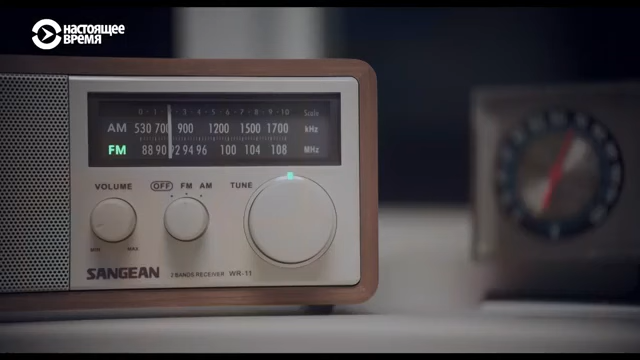 НАСТОЯЩЕЕ
ВРЕМЯ
0 1 2 3 4 5 6 7 8 9 10 Scale
AM 530 700 900 1200 1500 1700 kHz
FM 88 90 92 94 96 100 104 108 MHz
VOLUME OFF FM AM TUNE
MIN MAX
SANGEAN 2 BANDS RECEIVER WR-11